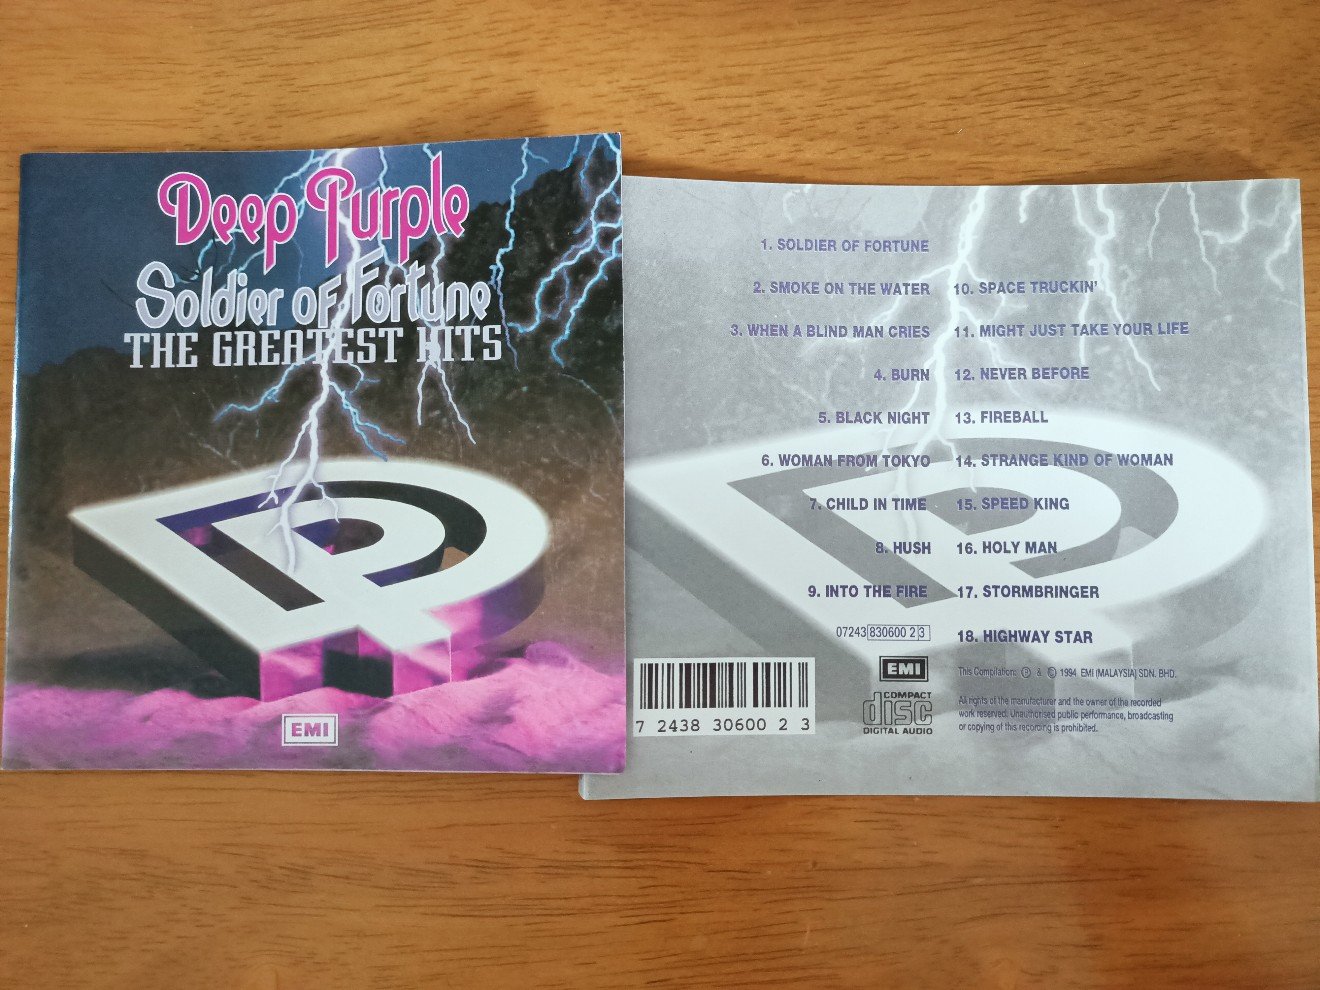 Deep Purple
Soldier of Fortune
THE GREATEST HITS
EMI
1. SOLDIER OF FORTUNE
2. SMOKE ON THE WATER
3. WHEN A BLIND MAN CRIES
4. BURN
5. BLACK NIGHT
6. WOMAN FROM TOKYO
7. CHILD IN TIME
8. HUSH
9. INTO THE FIRE
10. SPACE TRUCKIN'
11. MIGHT JUST TAKE YOUR LIFE
12. NEVER BEFORE
13. FIREBALL
14. STRANGE KIND OF WOMAN
15. SPEED KING
16. HOLY MAN
17. STORMBRINGER
18. HIGHWAY STAR
07243 830600 2 3
7 2438 30600 2 3
EMI
COMPACT
disc
DIGITAL AUDIO
This Compilation: ℗ & © 1994 EMI (MALAYSIA) SDN. BHD.
All rights of the manufacturer and the owner of the recorded
work reserved. Unauthorised public performance, broadcasting
or copying of this recording is prohibited.